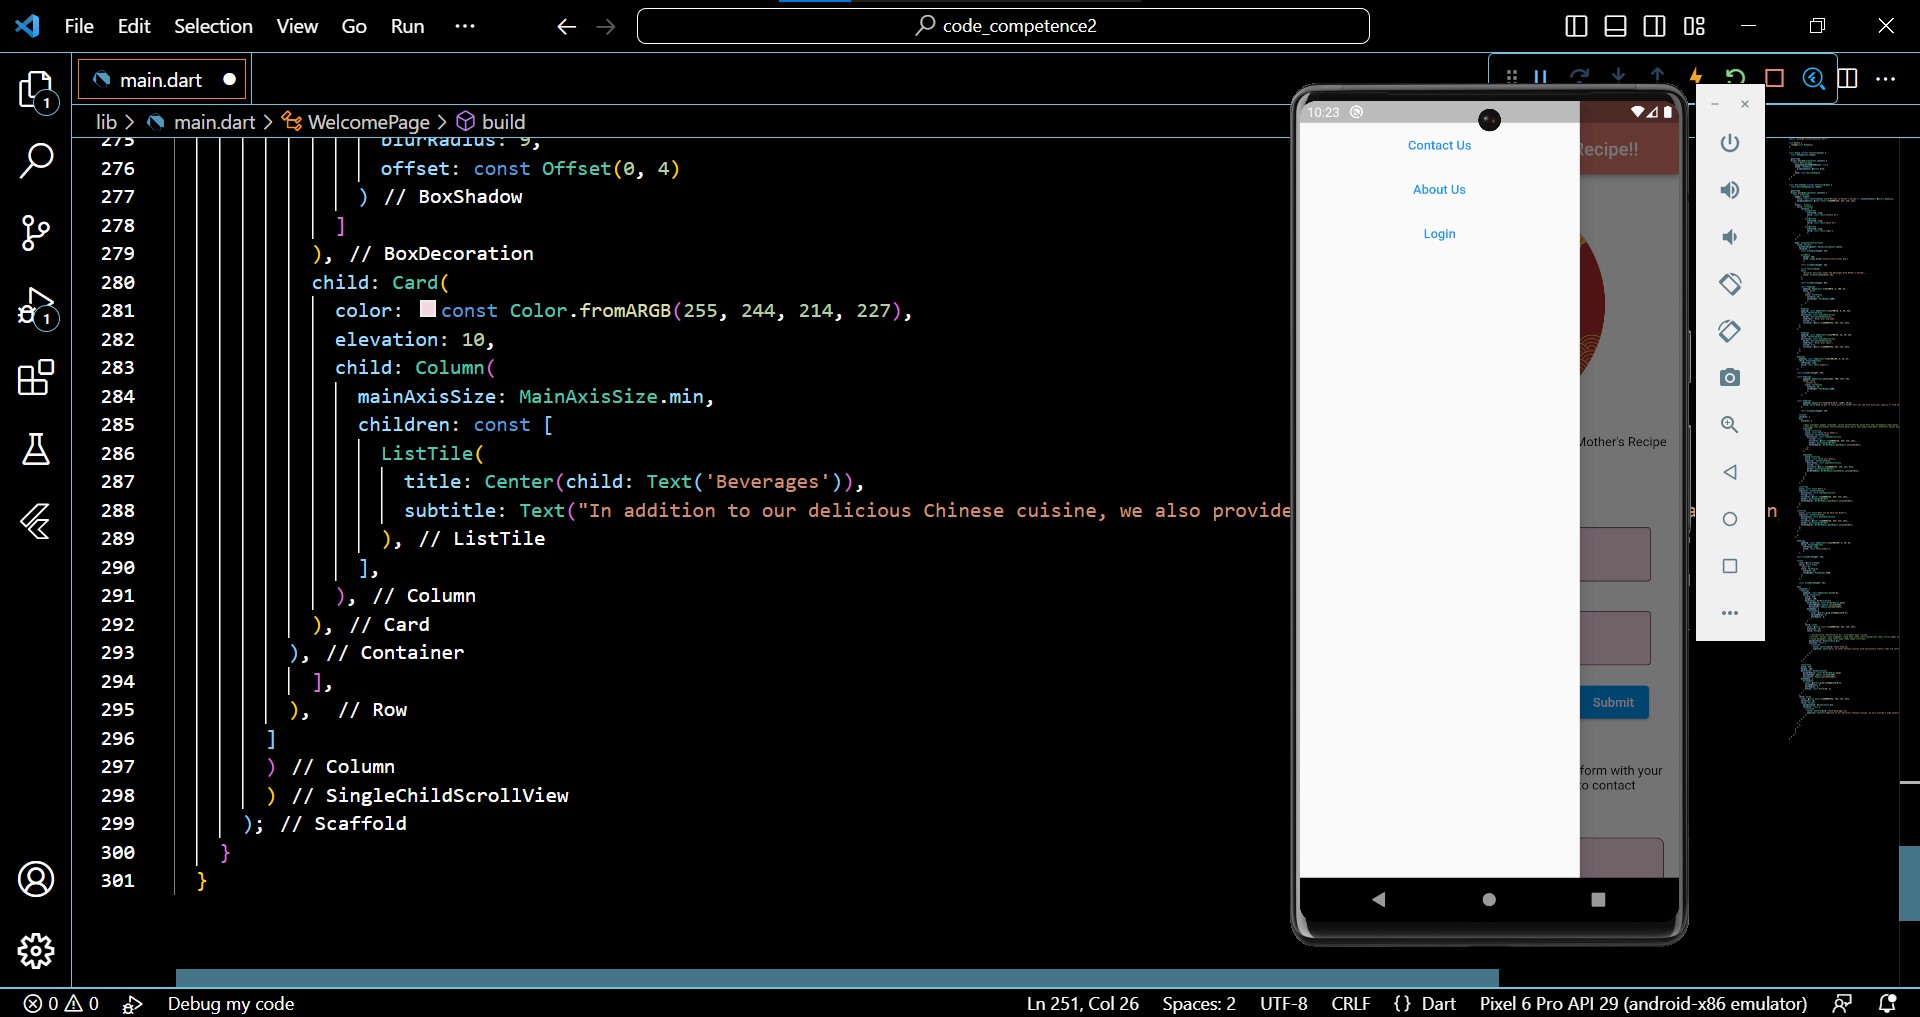 File Edit Selection View Go Run
code_competence2
main.dart
lib > main.dart > WelcomePage > build
275 blurRadius: 9,
276 offset: const Offset(0, 4)
277 ) // BoxShadow
278 ]
279 ), // BoxDecoration
280 child: Card(
281 color: const Color.fromARGB(255, 244, 214, 227),
282 elevation: 10,
283 child: Column(
284 mainAxisSize: MainAxisSize.min,
285 children: const [
286 ListTile(
287 title: Center(child: Text('Beverages')),
288 subtitle: Text("In addition to our delicious Chinese cuisine, we also provide
289 ), // ListTile
290 ],
291 ), // Column
292 ), // Card
293 ), // Container
294 ],
295 ), // Row
296 ]
297 ) // Column
298 ) // SingleChildScrollView
299 ); // Scaffold
300 }
301 }
1
1
10:23
Contact Us
About Us
Login
Recipe!!
Mother's Recipe
Submit
form with your
to contact
0 0 Debug my code
Ln 251, Col 26 Spaces: 2 UTF-8 CRLF {} Dart Pixel 6 Pro API 29 (android-x86 emulator)